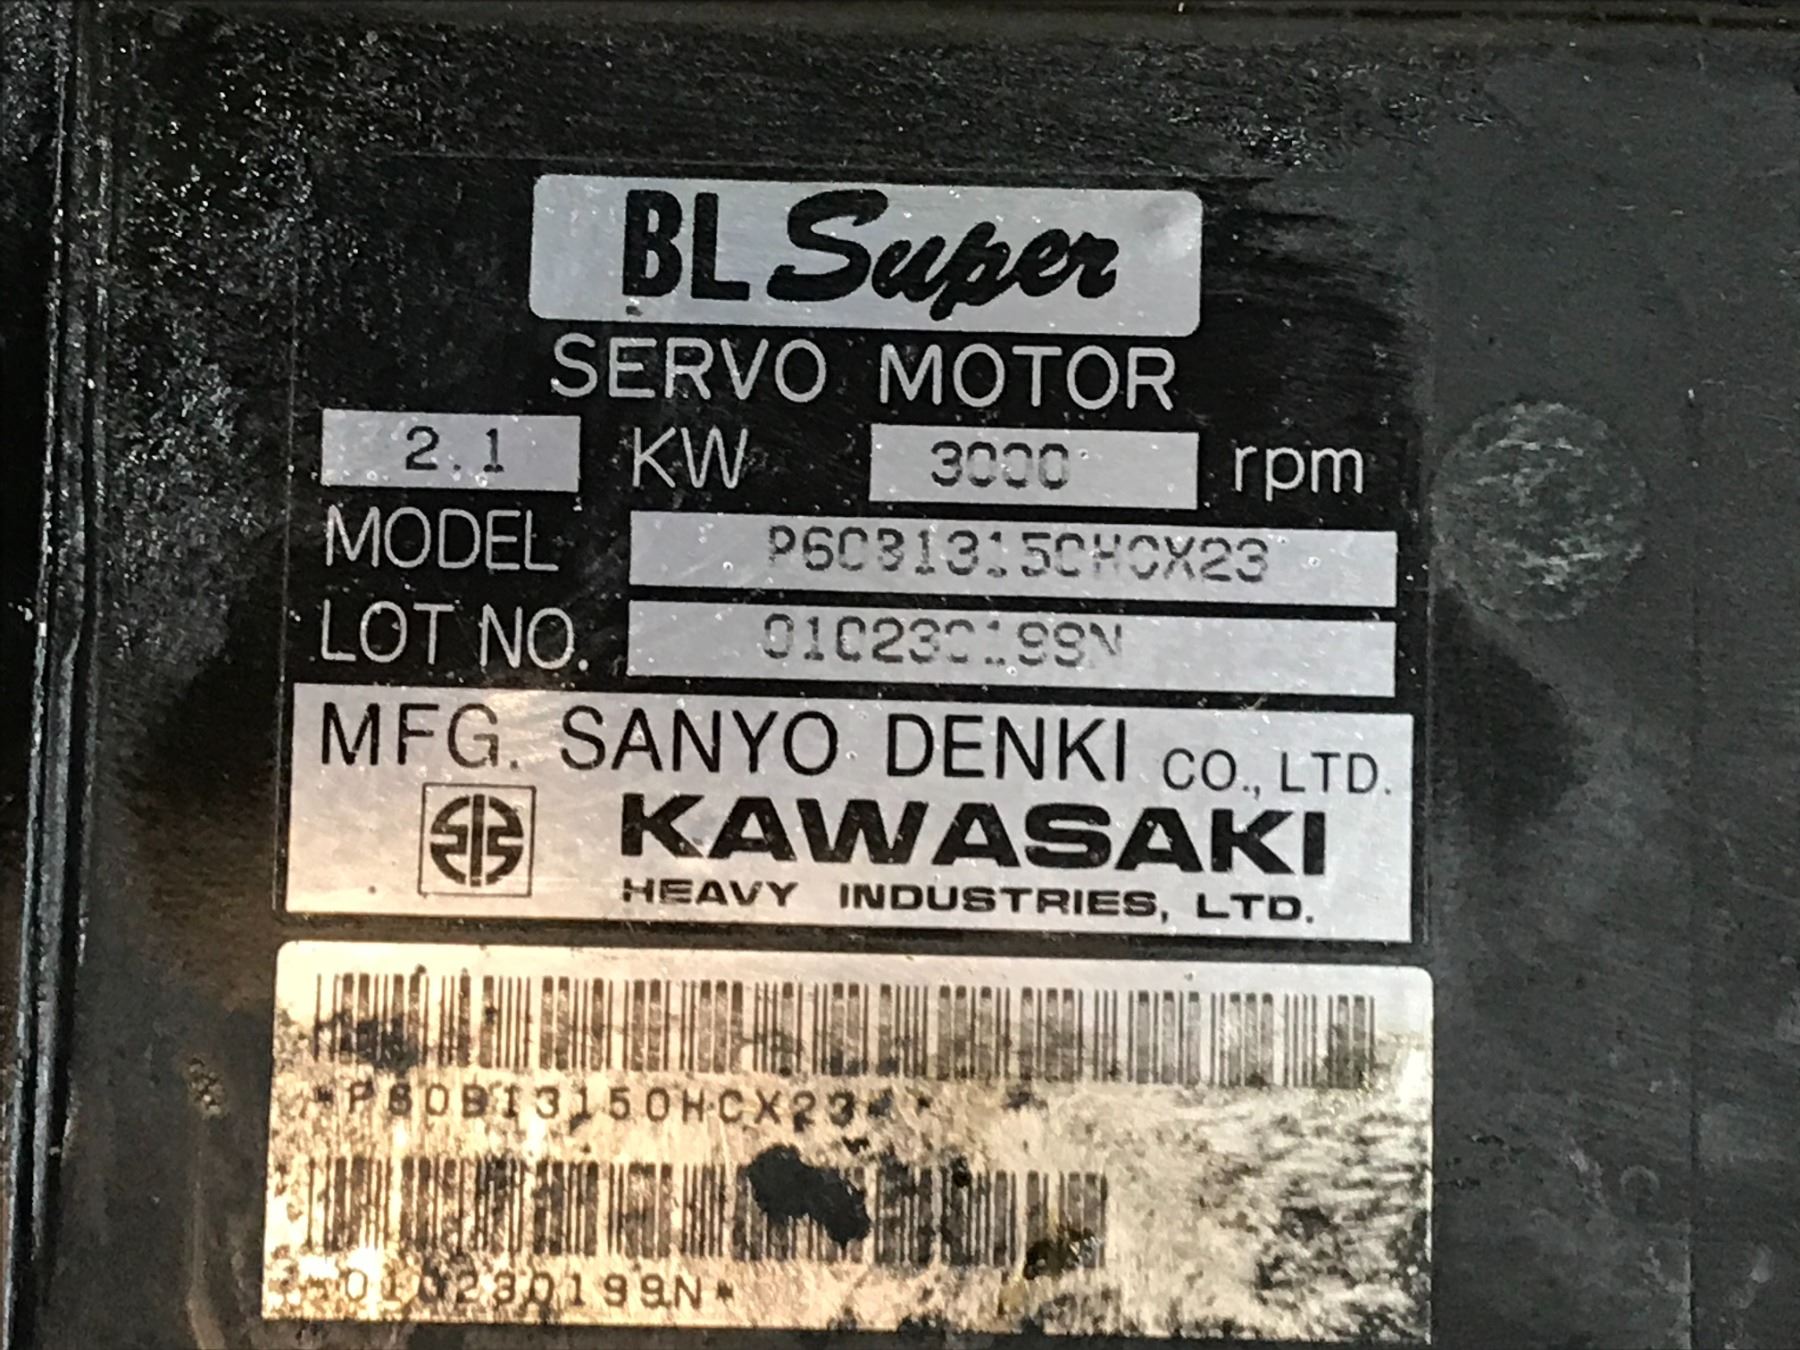 BL Super
SERVO MOTOR
2.1 KW 3000 rpm
MODEL P60B13150HCX23
LOT NO. 010230199N
MFG. SANYO DENKI CO., LTD.
KAWASAKI
HEAVY INDUSTRIES, LTD.
*P60B13150HCX23*
*010230199N*